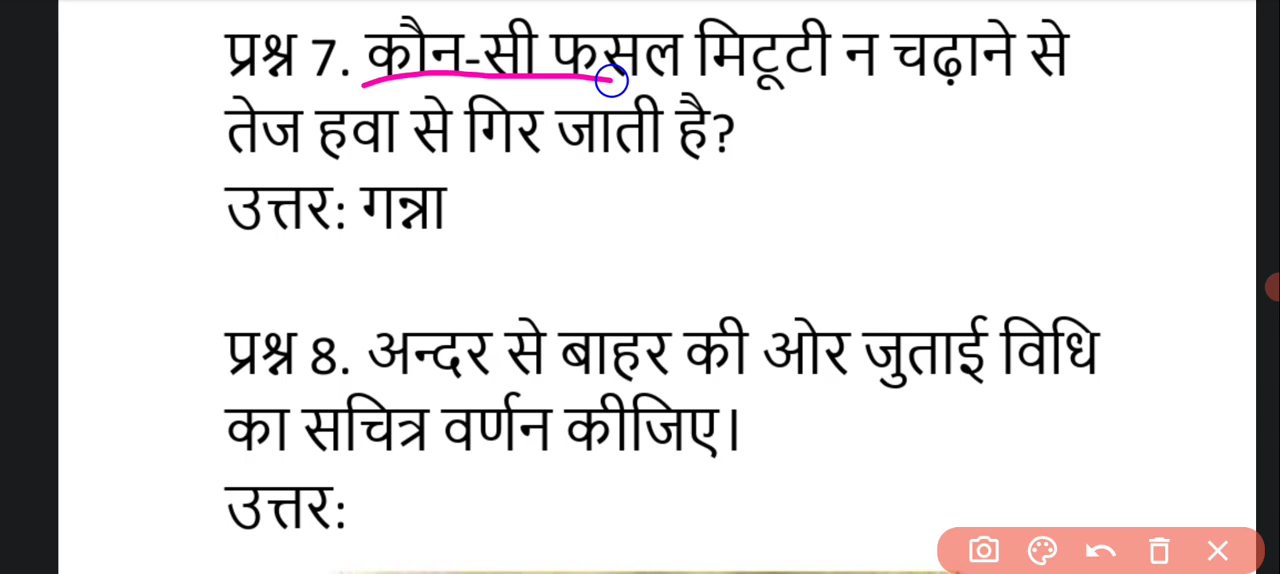 प्रश्न 7. कौन-सी फसल मिटूटी न चढ़ाने से
तेज हवा से गिर जाती है?
उत्तर: गन्ना
प्रश्न 8. अन्दर से बाहर की ओर जुताई विधि
का सचित्र वर्णन कीजिए।
उत्तर: